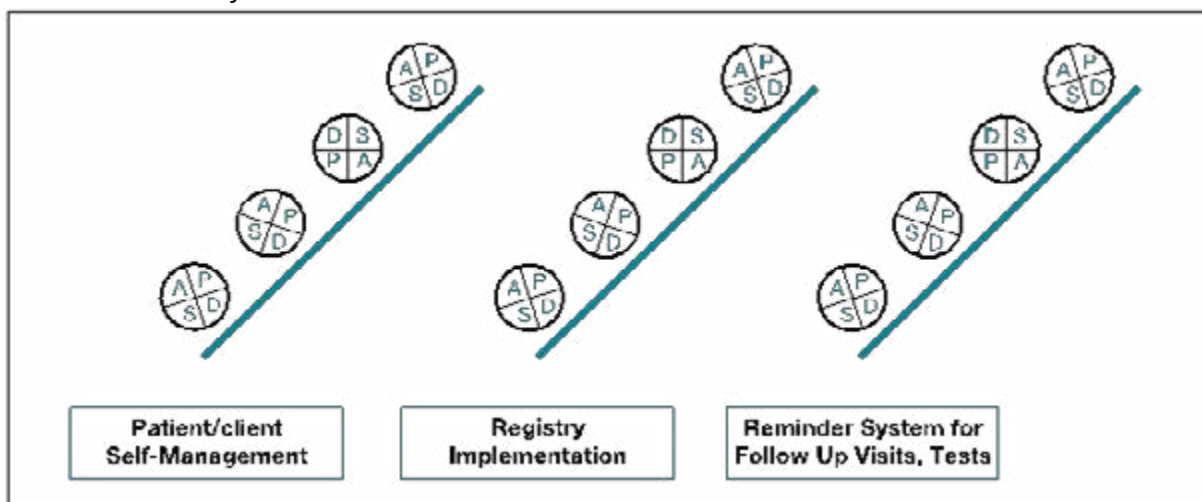 A P
S D
A P
S D
A P
S D
D S
P A
D S
P A
D S
P A
A P
S D
A P
S D
A P
S D
A P
S D
A P
S D
A P
S D
Patient/client
Self-Management
Registry
Implementation
Reminder System for
Follow Up Visits, Tests